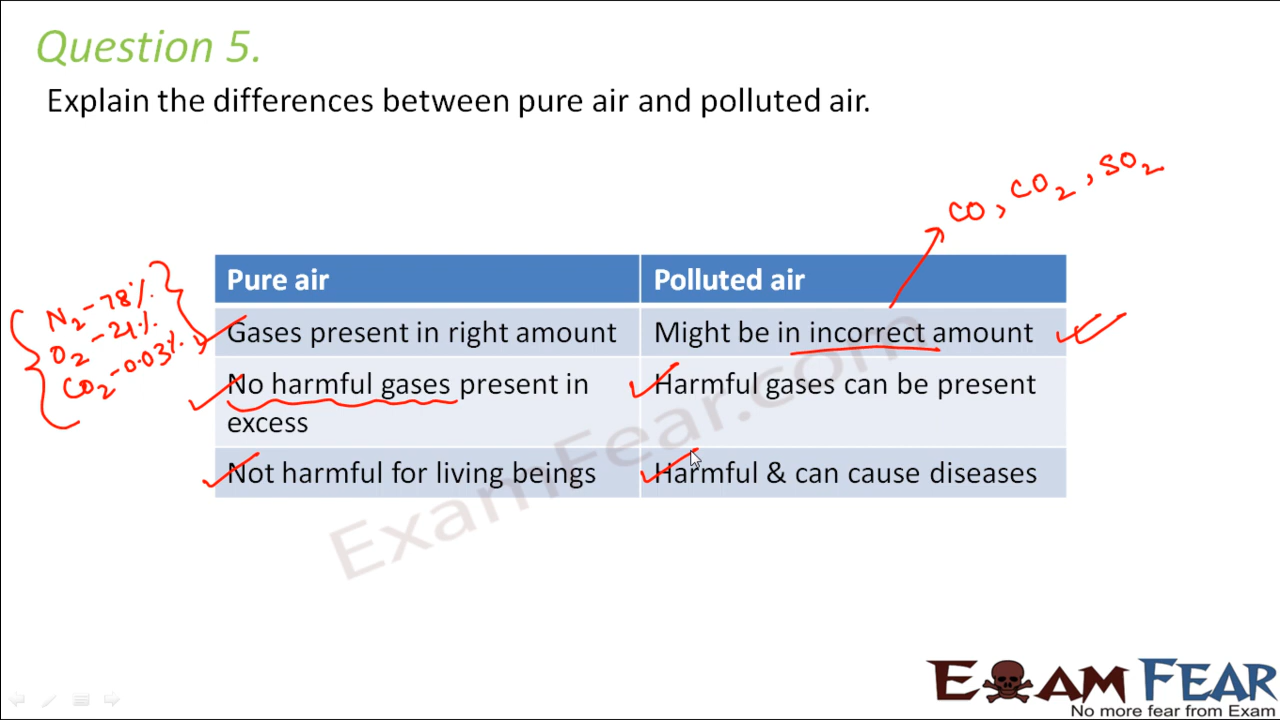 Question 5.
Explain the differences between pure air and polluted air.
CO, CO2, SO2
N2 - 78%.
O2 - 21%.
CO2 - 0.03%.
Pure air
Polluted air
Gases present in right amount
Might be in incorrect amount
No harmful gases present in
excess
Harmful gases can be present
Not harmful for living beings
Harmful & can cause diseases
ExamFear.com
EXAM FEAR
No more fear from Exam